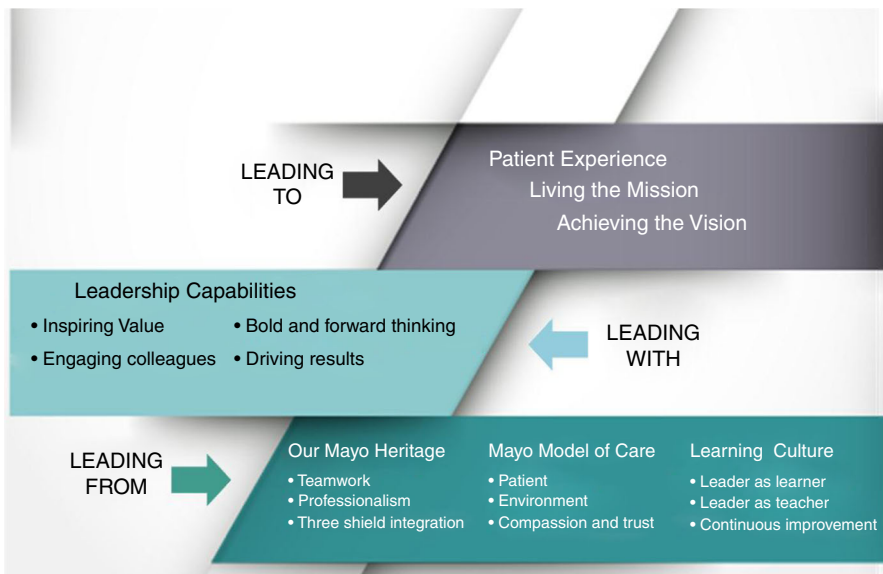 LEADING
TO
Patient Experience
Living the Mission
Achieving the Vision
Leadership Capabilities
• Inspiring Value
• Engaging colleagues
• Bold and forward thinking
• Driving results
LEADING
WITH
LEADING
FROM
Our Mayo Heritage
• Teamwork
• Professionalism
• Three shield integration
Mayo Model of Care
• Patient
• Environment
• Compassion and trust
Learning Culture
• Leader as learner
• Leader as teacher
• Continuous improvement